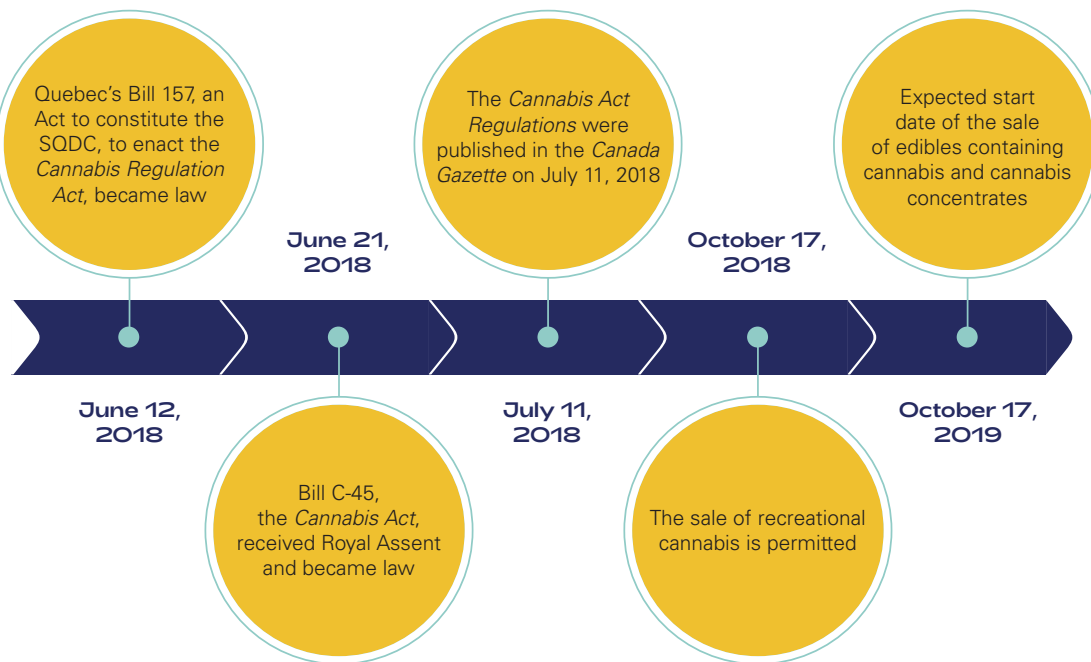 Quebec's Bill 157, an
Act to constitute the
SQDC, to enact the
Cannabis Regulation
Act, became law
June 12,
2018
June 21,
2018
Bill C-45,
the Cannabis Act,
received Royal Assent
and became law
The Cannabis Act
Regulations were
published in the Canada
Gazette on July 11, 2018
July 11,
2018
October 17,
2018
The sale of recreational
cannabis is permitted
Expected start
date of the sale
of edibles containing
cannabis and cannabis
concentrates
October 17,
2019